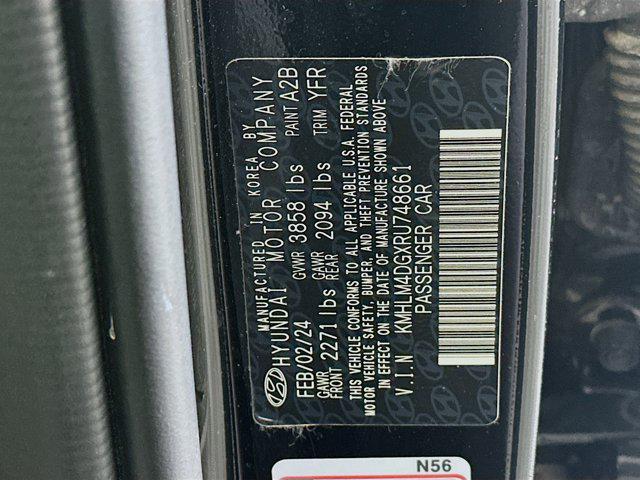 MANUFACTURED IN KOREA BY
HYUNDAI MOTOR COMPANY
FEB/02/24 GVWR 3858 lbs PAINT A2B
GAWR FRONT 2271 lbs GAWR REAR 2094 lbs TRIM YFR
THIS VEHICLE CONFORMS TO ALL APPLICABLE U.S.A. FEDERAL
MOTOR VEHICLE SAFETY, BUMPER, AND THEFT PREVENTION STANDARDS
IN EFFECT ON THE DATE OF MANUFACTURE SHOWN ABOVE
V.I.N KMHLM4DGXRU748661
PASSENGER CAR
N56